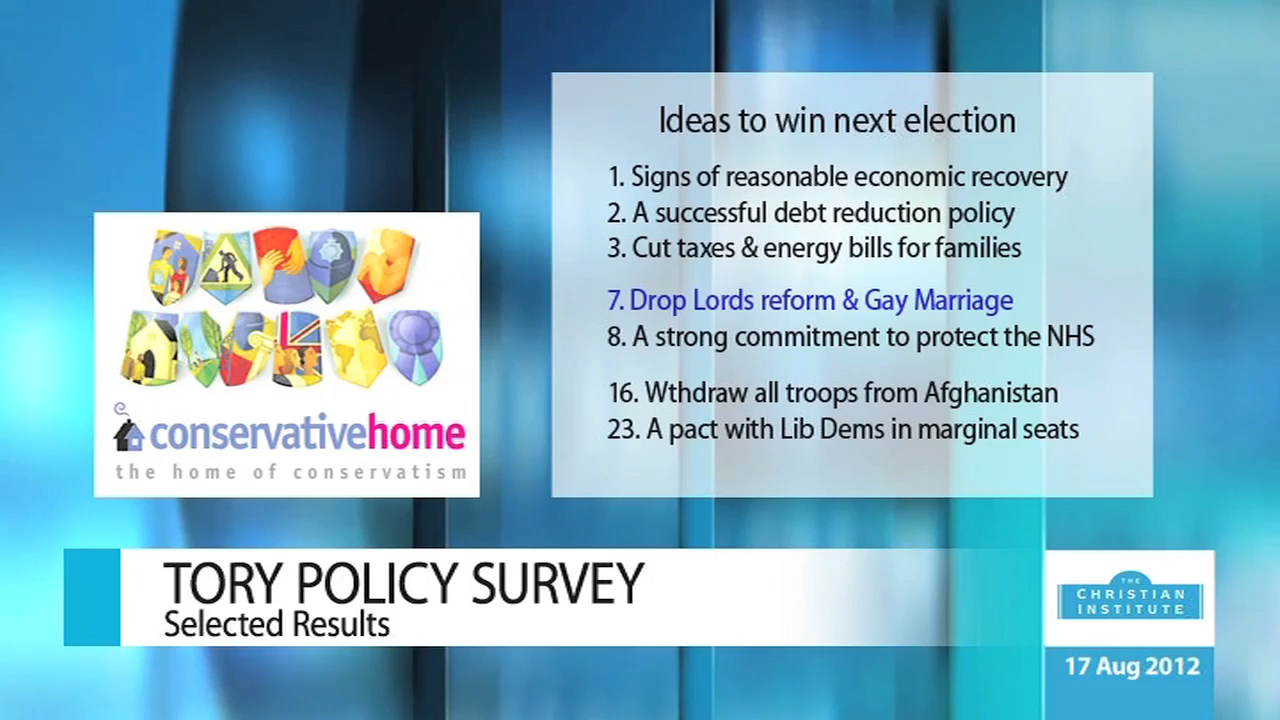 Ideas to win next election
1. Signs of reasonable economic recovery
2. A successful debt reduction policy
3. Cut taxes & energy bills for families
7. Drop Lords reform & Gay Marriage
8. A strong commitment to protect the NHS
16. Wthdraw all troops from Afghanistan
23. A pact with Lib Dems in marginal seats
conservativehome
the home of conservatism
TORY POLICY SURVEY
Selected Results
THE
CHRISTIAN
INSTITUTE
17 Aug 2012